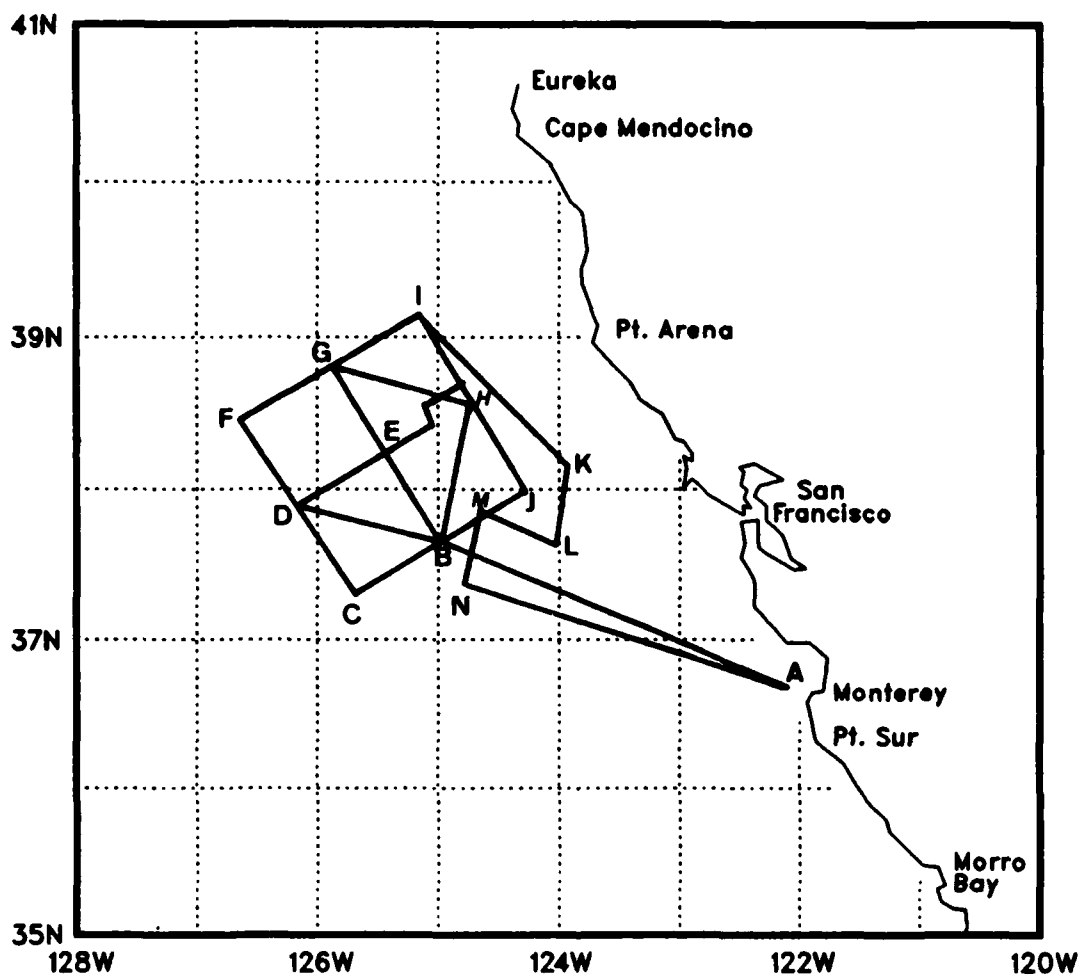 41N
Eureka
Cape Mendocino
I
39N
Pt. Arena
G
H
F
E
K
D
M
J
San
Francisco
B
L
C
N
37N
A
Monterey
Pt. Sur
Morro
Bay
35N
128W
126W
124W
122W
120W